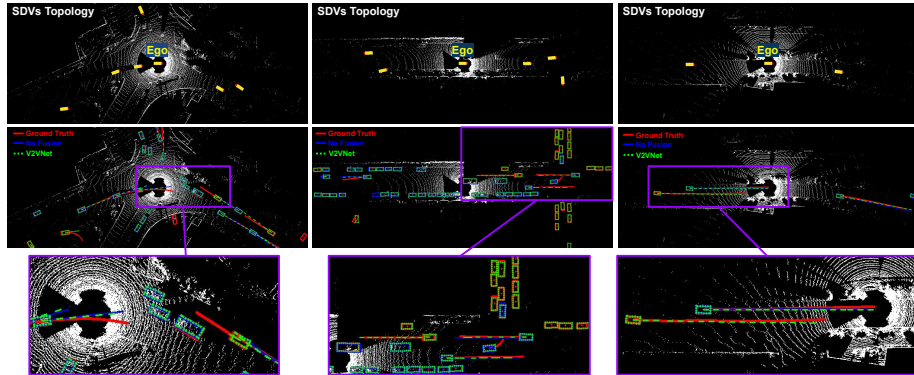 SDVs Topology
Ego
SDVs Topology
Ego
SDVs Topology
Ego
Ground Truth
No Fusion
V2VNet
Ground Truth
No Fusion
V2VNet
Ground Truth
No Fusion
V2VNet